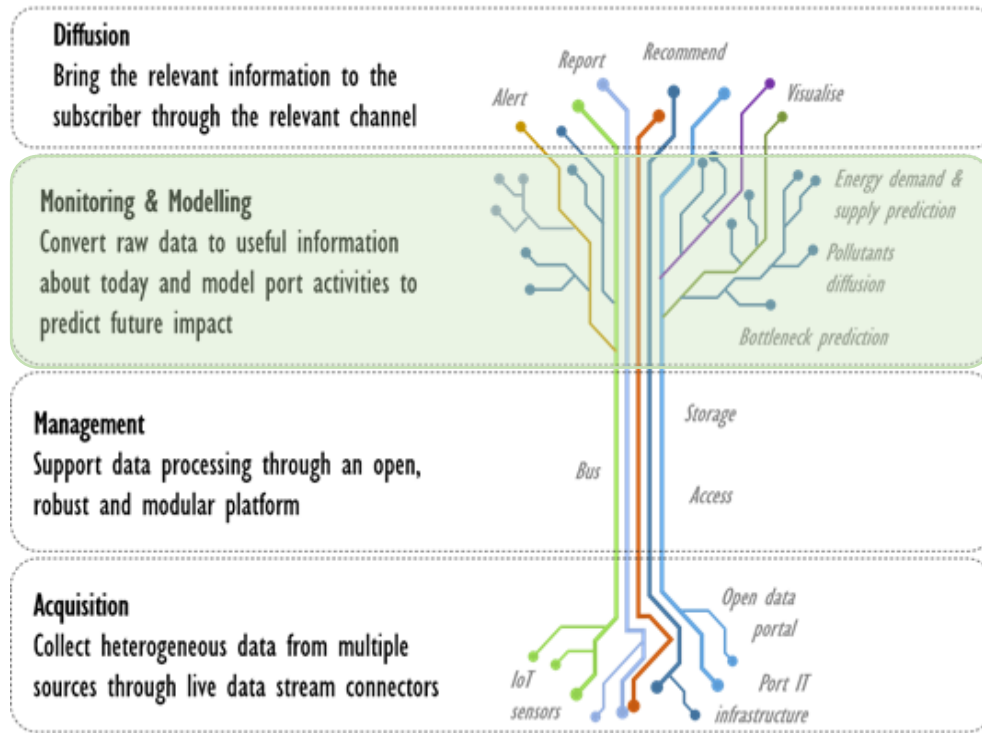 Diffusion
Bring the relevant information to the
subscriber through the relevant channel
Alert
Report
Recommend
Visualise
Monitoring & Modelling
Convert raw data to useful information
about today and model port activities to
predict future impact
Energy demand &
supply prediction
Pollutants
diffusion
Bottleneck prediction
Management
Support data processing through an open,
robust and modular platform
Bus
Storage
Access
Acquisition
Collect heterogeneous data from multiple
sources through live data stream connectors
IoT
sensors
Open data
portal
Port IT
infrastructure